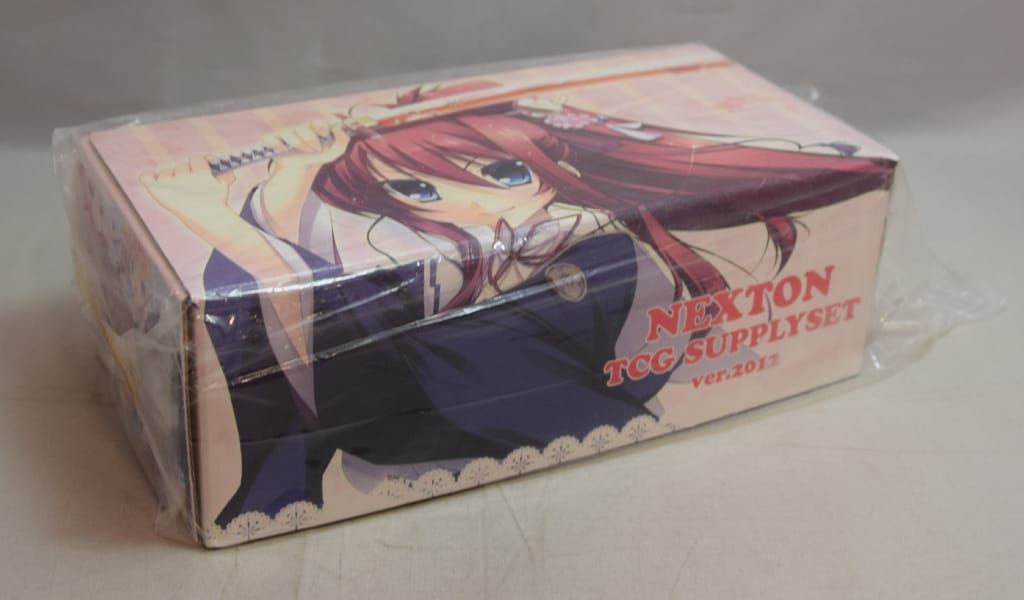 NEXTON
TCG SUPPLYSET
ver.2012